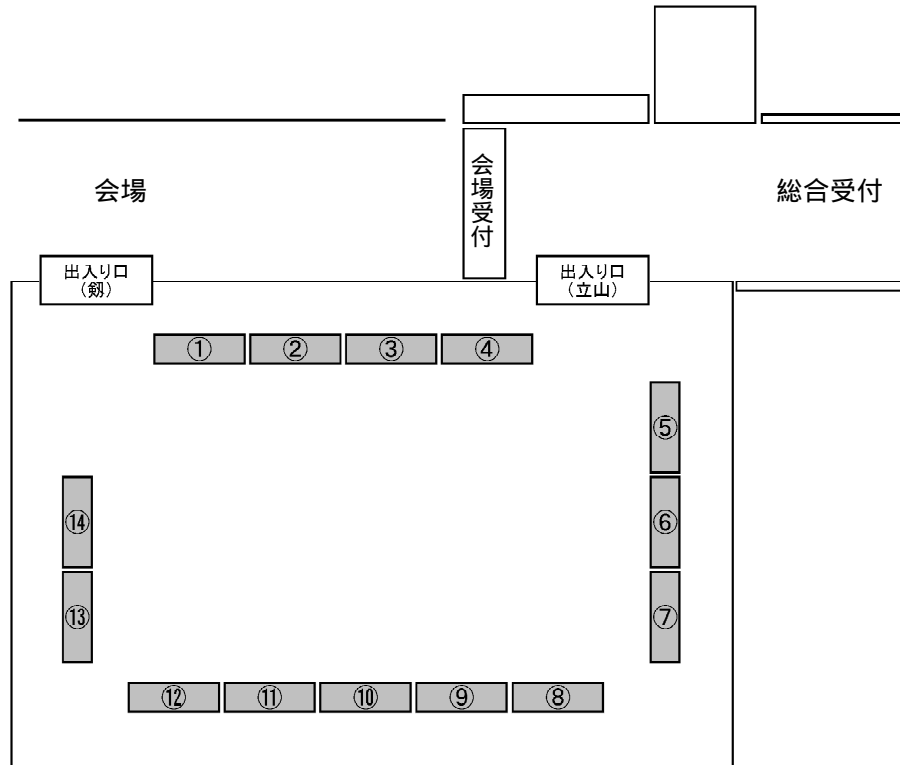 会場受付
会場
総合受付
出入り口
（剱）
出入り口
（立山）
①
②
③
④
⑤
⑥
⑦
⑭
⑬
⑫
⑪
⑩
⑨
⑧